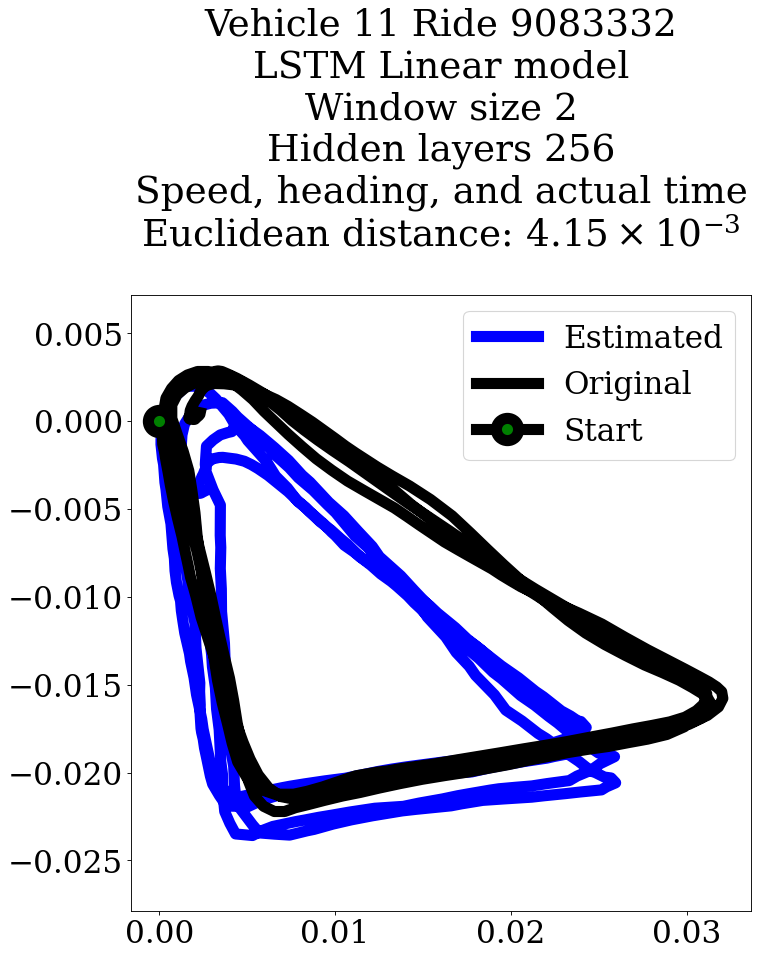 Vehicle 11 Ride 9083332
LSTM Linear model
Window size 2
Hidden layers 256
Speed, heading, and actual time
Euclidean distance: 4.15 × 10⁻³
Estimated
Original
Start
0.005
0.000
−0.005
−0.010
−0.015
−0.020
−0.025
0.00 0.01 0.02 0.03